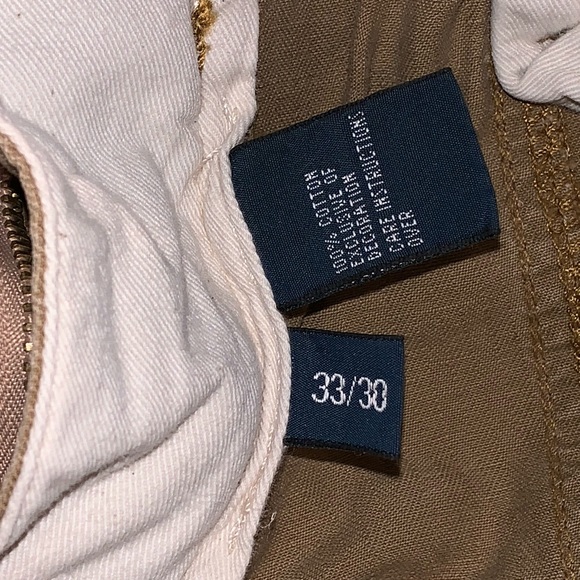 100% COTTON
EXCLUSIVE OF
DECORATION
CARE INSTRUCTIONS
OVER
33/30